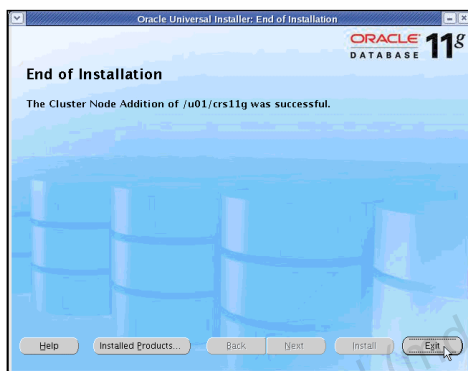 Oracle Universal Installer: End of Installation
ORACLE 11g
DATABASE
End of Installation
The Cluster Node Addition of /u01/crs11g was successful.
Help Installed Products... Back Next Install Exit